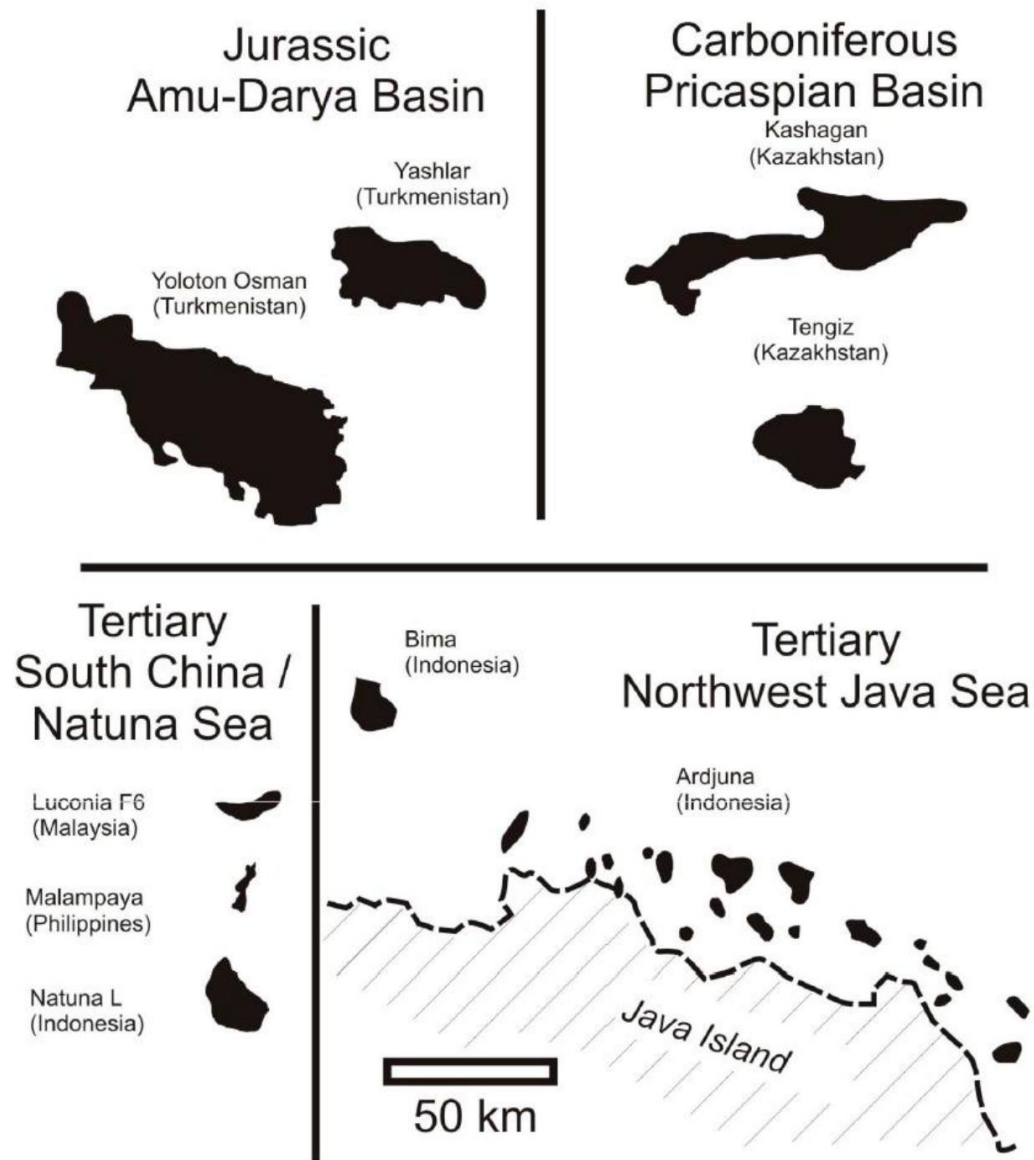 Jurassic
Amu-Darya Basin
Yashlar
(Turkmenistan)
Yoloton Osman
(Turkmenistan)
Carboniferous
Pricaspian Basin
Kashagan
(Kazakhstan)
Tengiz
(Kazakhstan)
Tertiary
South China /
Natuna Sea
Luconia F6
(Malaysia)
Malampaya
(Philippines)
Natuna L
(Indonesia)
Bima
(Indonesia)
Tertiary
Northwest Java Sea
Ardjuna
(Indonesia)
Java Island
50 km